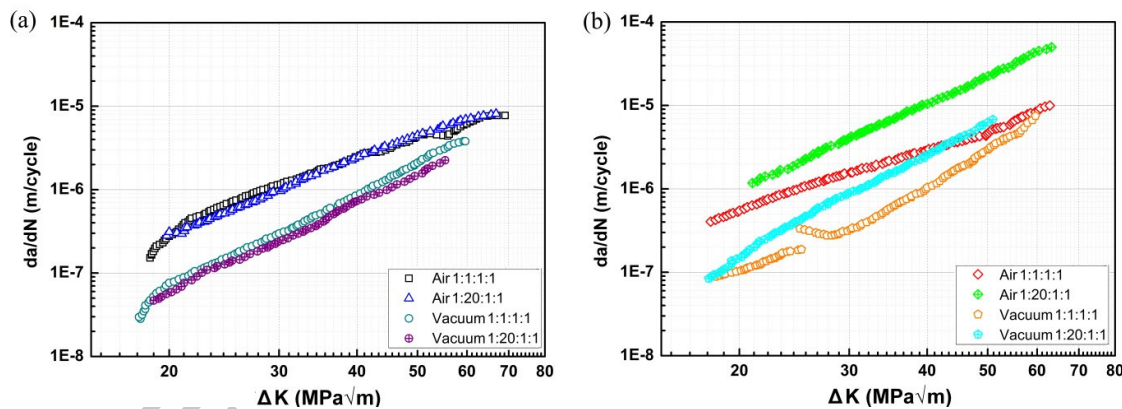 (a)
1E-4
1E-5
1E-6
1E-7
1E-8
da/dN (m/cycle)
20 30 40 50 60 70 80
ΔK (MPa√m)
Air 1:1:1:1
Air 1:20:1:1
Vacuum 1:1:1:1
Vacuum 1:20:1:1
(b)
1E-4
1E-5
1E-6
1E-7
1E-8
da/dN (m/cycle)
20 30 40 50 60 70 80
ΔK (MPa√m)
Air 1:1:1:1
Air 1:20:1:1
Vacuum 1:1:1:1
Vacuum 1:20:1:1